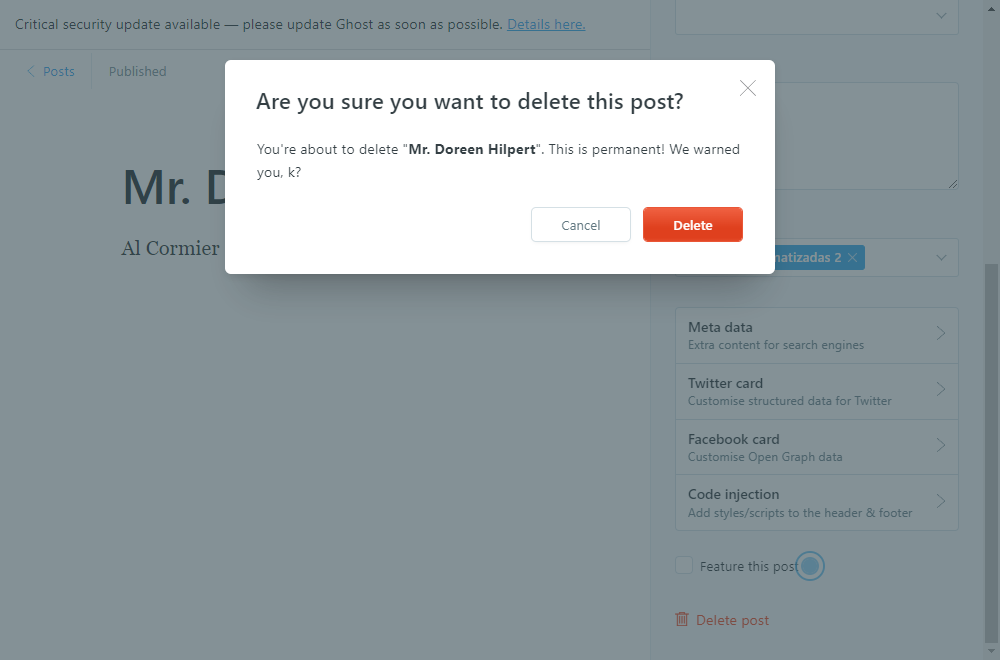 Critical security update available — please update Ghost as soon as possible. Details here.
Posts
Published
Are you sure you want to delete this post?
You're about to delete "Mr. Doreen Hilpert". This is permanent! We warned
you, k?
Cancel
Delete
Mr.
Al Cormier
2
Meta data
Extra content for search engines
Twitter card
Customise structured data for Twitter
Facebook card
Customise Open Graph data
Code injection
Add styles/scripts to the header & footer
Feature this post
Delete post